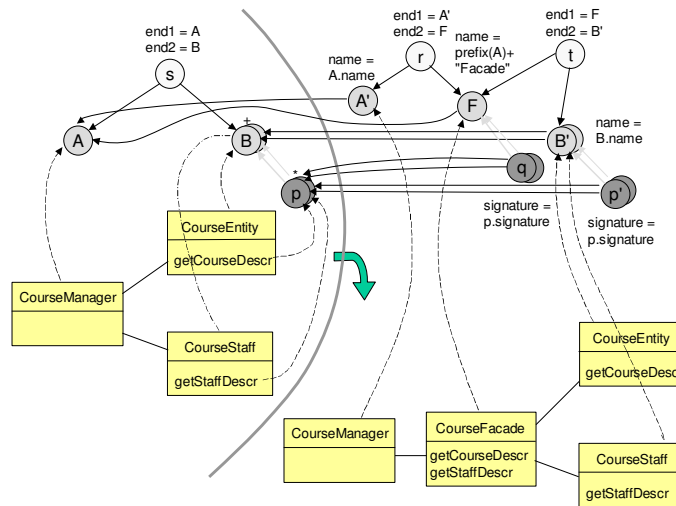 end1 = A
end2 = B
s
name =
A.name
end1 = A'
end2 = F
r
name =
prefix(A)+
"Facade"
end1 = F
end2 = B'
t
A
+
B
A'
F
B'
name =
B.name
*
p
q
p'
signature =
p.signature
signature =
p.signature
CourseEntity
getCourseDescr
CourseManager
CourseStaff
getStaffDescr
CourseEntity
getCourseDesc
CourseManager
CourseFacade
getCourseDescr
getStaffDescr
CourseStaff
getStaffDescr